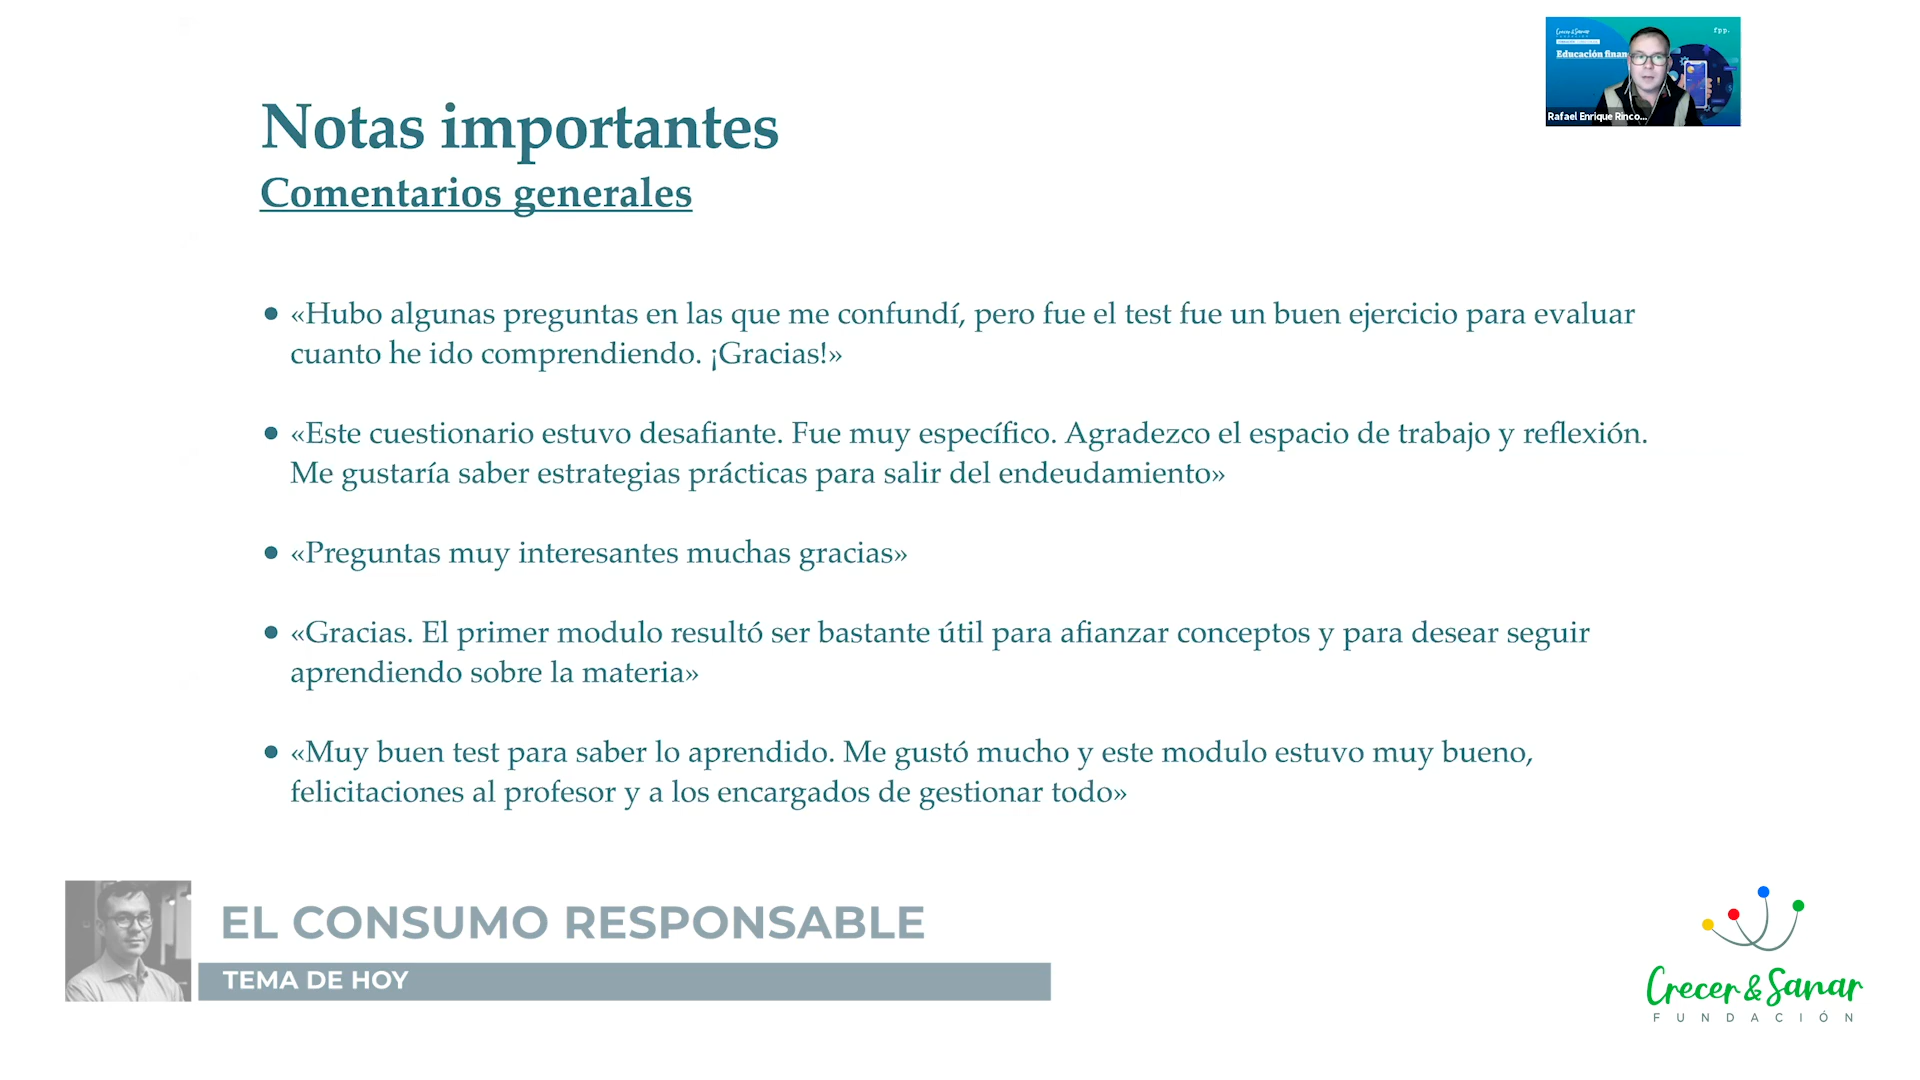 Notas importantes
Comentarios generales
• «Hubo algunas preguntas en las que me confundí, pero fue el test fue un buen ejercicio para evaluar
cuanto he ido comprendiendo. ¡Gracias!»
• «Este cuestionario estuvo desafiante. Fue muy específico. Agradezco el espacio de trabajo y reflexión.
Me gustaría saber estrategias prácticas para salir del endeudamiento»
• «Preguntas muy interesantes muchas gracias»
• «Gracias. El primer modulo resultó ser bastante útil para afianzar conceptos y para desear seguir
aprendiendo sobre la materia»
• «Muy buen test para saber lo aprendido. Me gustó mucho y este modulo estuvo muy bueno,
felicitaciones al profesor y a los encargados de gestionar todo»
Crecer & Sanar
fpp.
Educación finan
Rafael Enrique Rinco...
EL CONSUMO RESPONSABLE
TEMA DE HOY
Crecer & Sanar
FUNDACIÓN